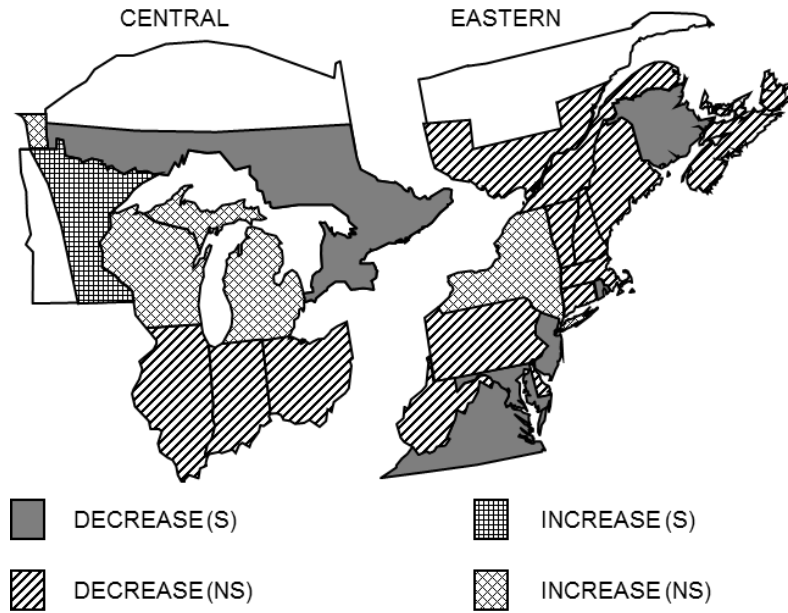 CENTRAL EASTERN
DECREASE (S) INCREASE (S)
DECREASE (NS) INCREASE (NS)